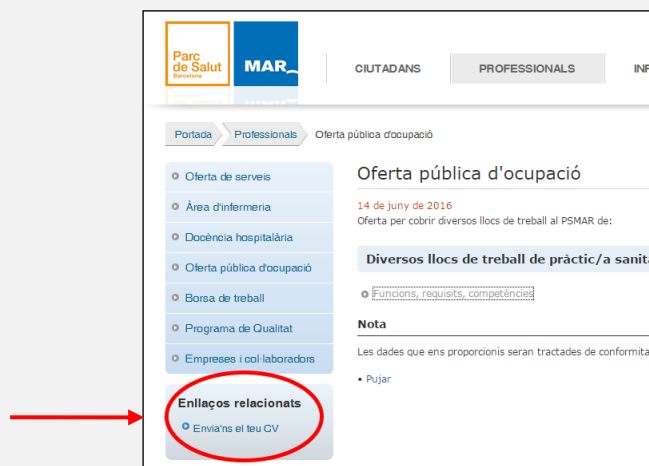 Parc
de Salut
Barcelona
MAR
CIUTADANS
PROFESSIONALS
Portada
Professionals
Oferta pública d'ocupació
Oferta de serveis
Àrea d'infermeria
Docència hospitalària
Oferta pública d'ocupació
Borsa de treball
Programa de Qualitat
Empreses i col·laboradors
Enllaços relacionats
Envia'ns el teu CV
Oferta pública d'ocupació
14 de juny de 2016
Oferta per cobrir diversos llocs de treball al PSMAR de:
Diversos llocs de treball de pràctic/a sanita
Funcions, requisits, competències
Nota
Les dades que ens proporcionis seran tractades de conformita
• Pujar